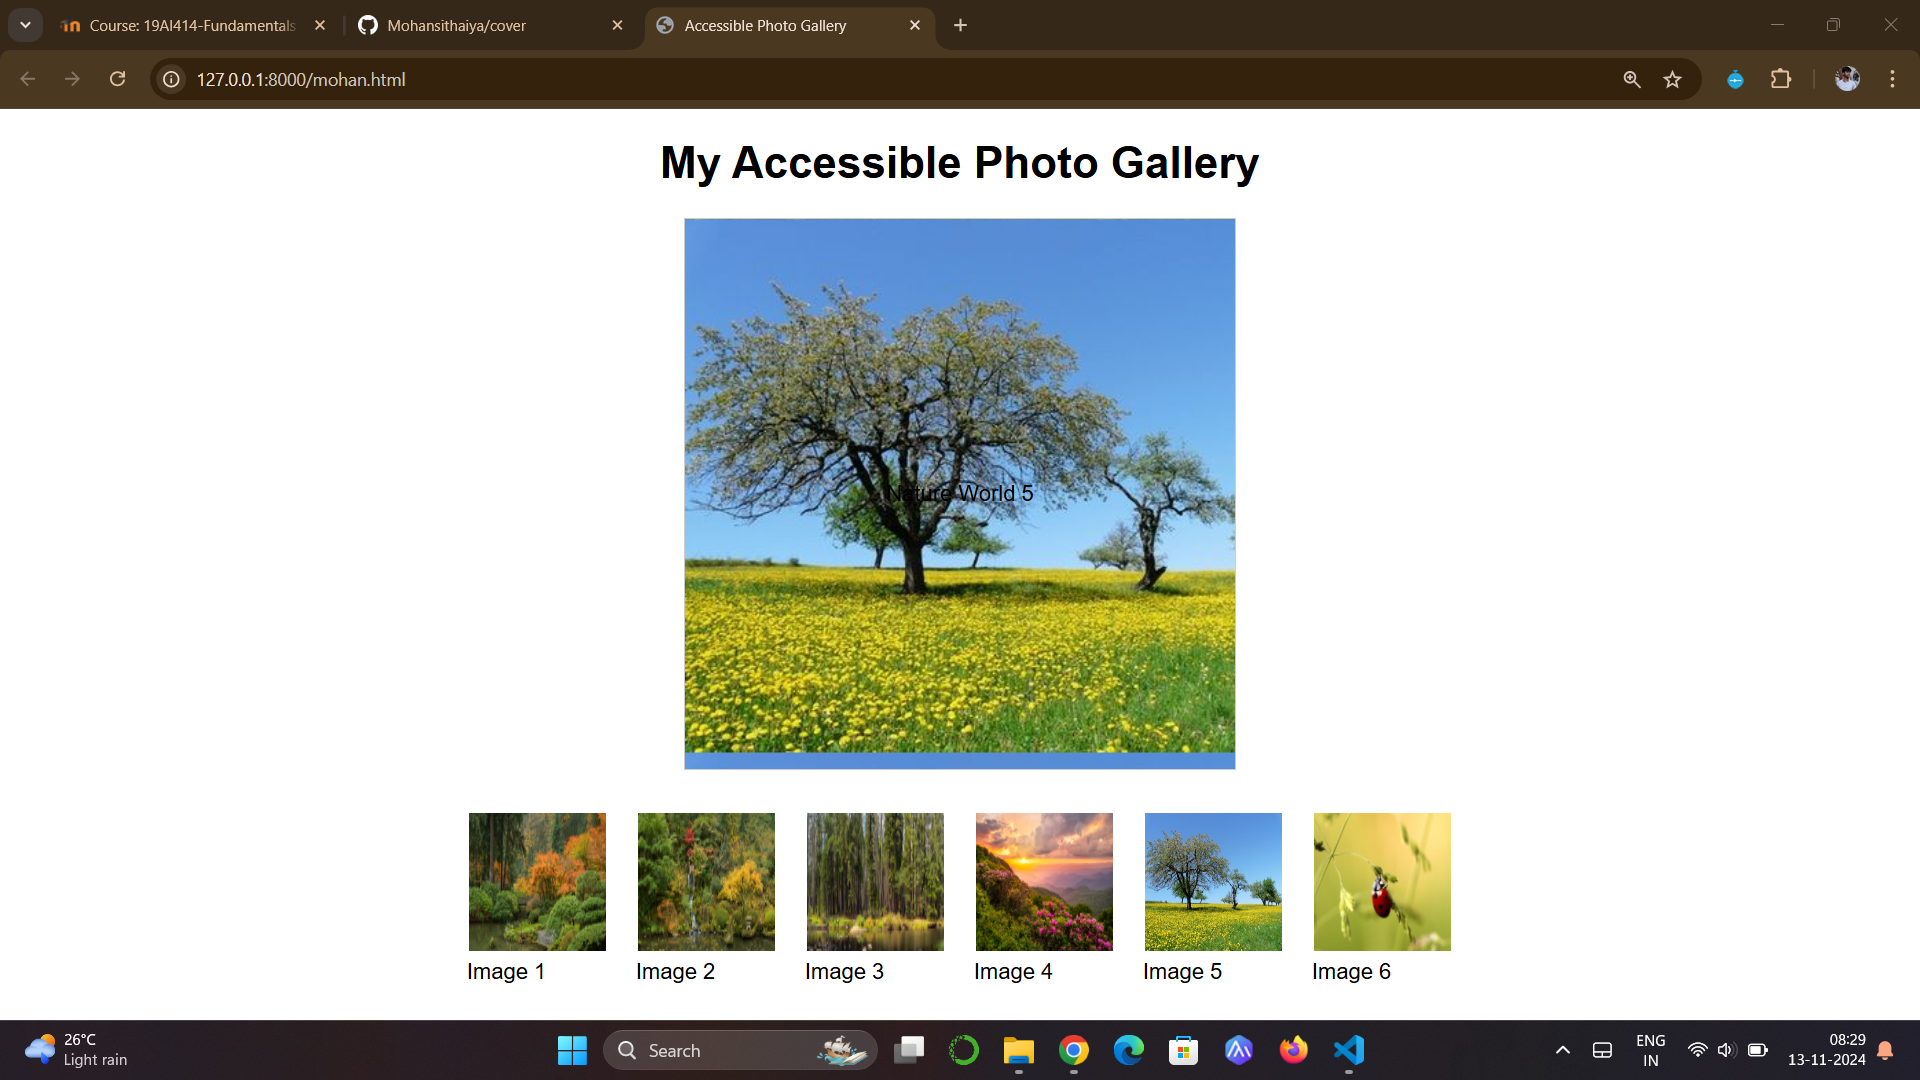 Course: 19AI414-Fundamentals
Mohansithaiya/cover
Accessible Photo Gallery
127.0.0.1:8000/mohan.html
My Accessible Photo Gallery
Nature World 5
Image 1
Image 2
Image 3
Image 4
Image 5
Image 6
26°C
Light rain
Search
ENG
IN
08:29
13-11-2024